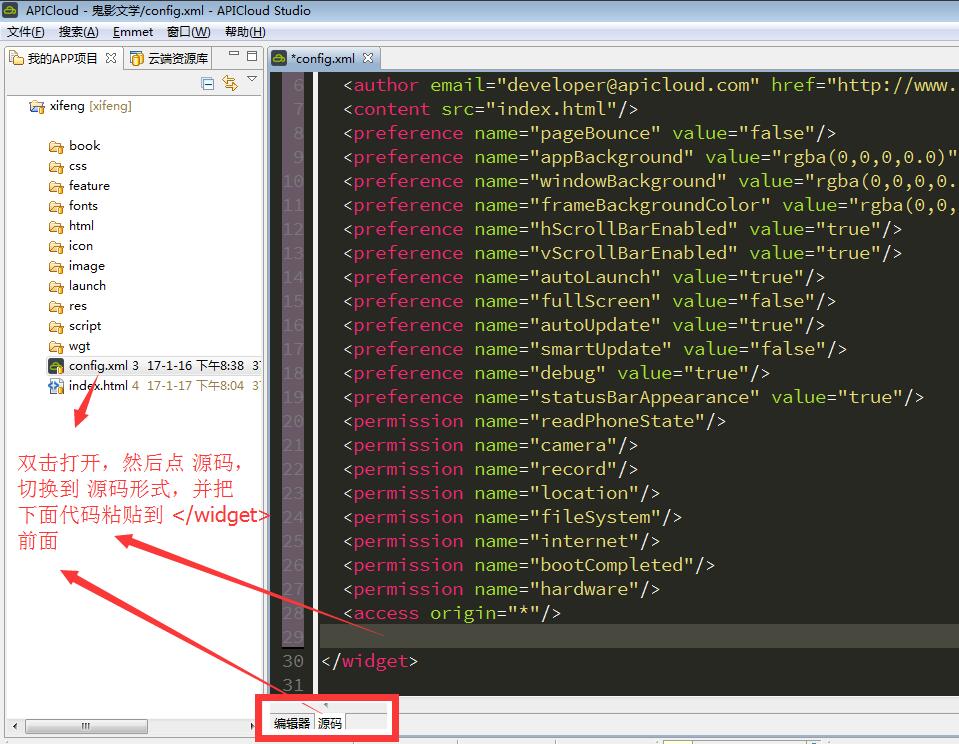 APICloud - 鬼影文学/config.xml - APICloud Studio
文件(F) 搜索(A) Emmet 窗口(W) 帮助(H)
我的APP项目 云端资源库
xifeng [xifeng]
book
css
feature
fonts
html
icon
image
launch
res
script
wgt
config.xml 3 17-1-16 下午8:38
index.html 4 17-1-17 下午8:04
双击打开，然后点 源码，
切换到 源码形式，并把
下面代码粘贴到 </widget>
前面
*config.xml
6 <author email="developer@apicloud.com" href="http://www.
7 <content src="index.html"/>
8 <preference name="pageBounce" value="false"/>
9 <preference name="appBackground" value="rgba(0,0,0,0.0)"
10 <preference name="windowBackground" value="rgba(0,0,0,0.
11 <preference name="frameBackgroundColor" value="rgba(0,0,
12 <preference name="hScrollBarEnabled" value="true"/>
13 <preference name="vScrollBarEnabled" value="true"/>
14 <preference name="autoLaunch" value="true"/>
15 <preference name="fullScreen" value="false"/>
16 <preference name="autoUpdate" value="true"/>
17 <preference name="smartUpdate" value="false"/>
18 <preference name="debug" value="true"/>
19 <preference name="statusBarAppearance" value="true"/>
20 <permission name="readPhoneState"/>
21 <permission name="camera"/>
22 <permission name="record"/>
23 <permission name="location"/>
24 <permission name="fileSystem"/>
25 <permission name="internet"/>
26 <permission name="bootCompleted"/>
27 <permission name="hardware"/>
28 <access origin="*"/>
29
30 </widget>
31
编辑器 源码